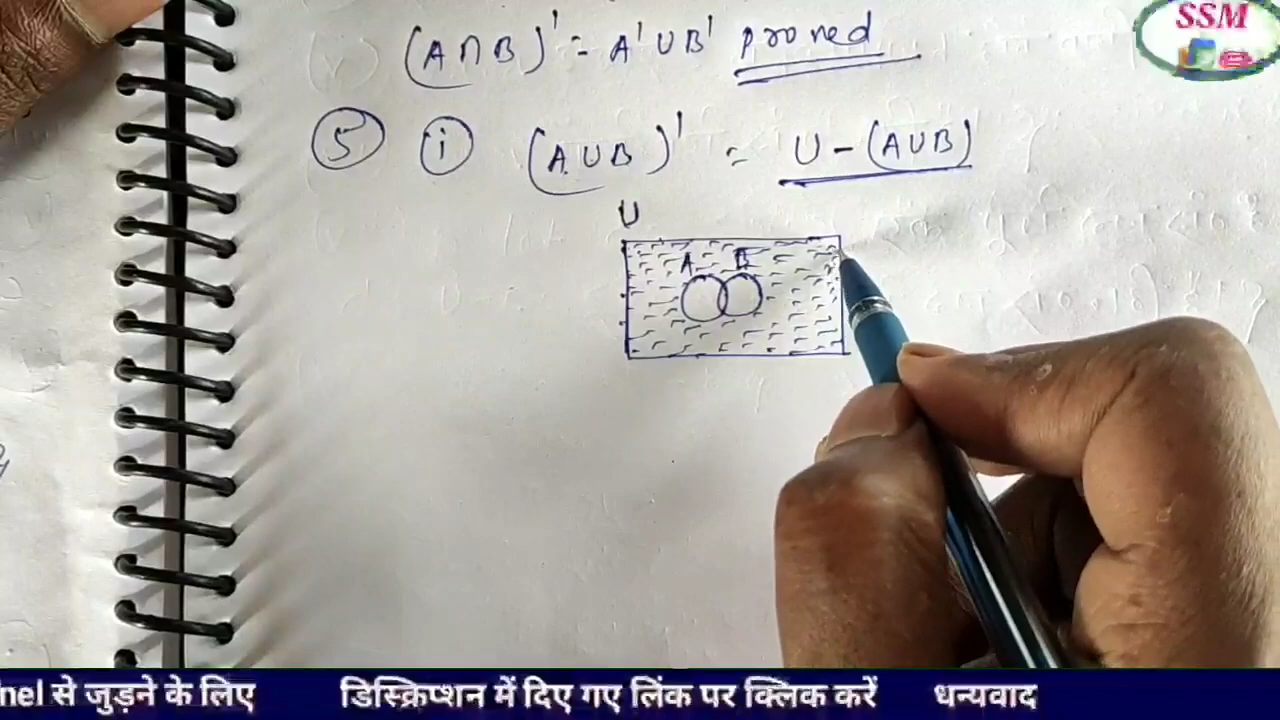 SSM
(A∩B)' = A'∪B' proved
5 i (A∪B)' = U - (A∪B)
U
A B
nel से जुड़ने के लिए डिस्क्रिप्शन में दिए गए लिंक पर क्लिक करें धन्यवाद